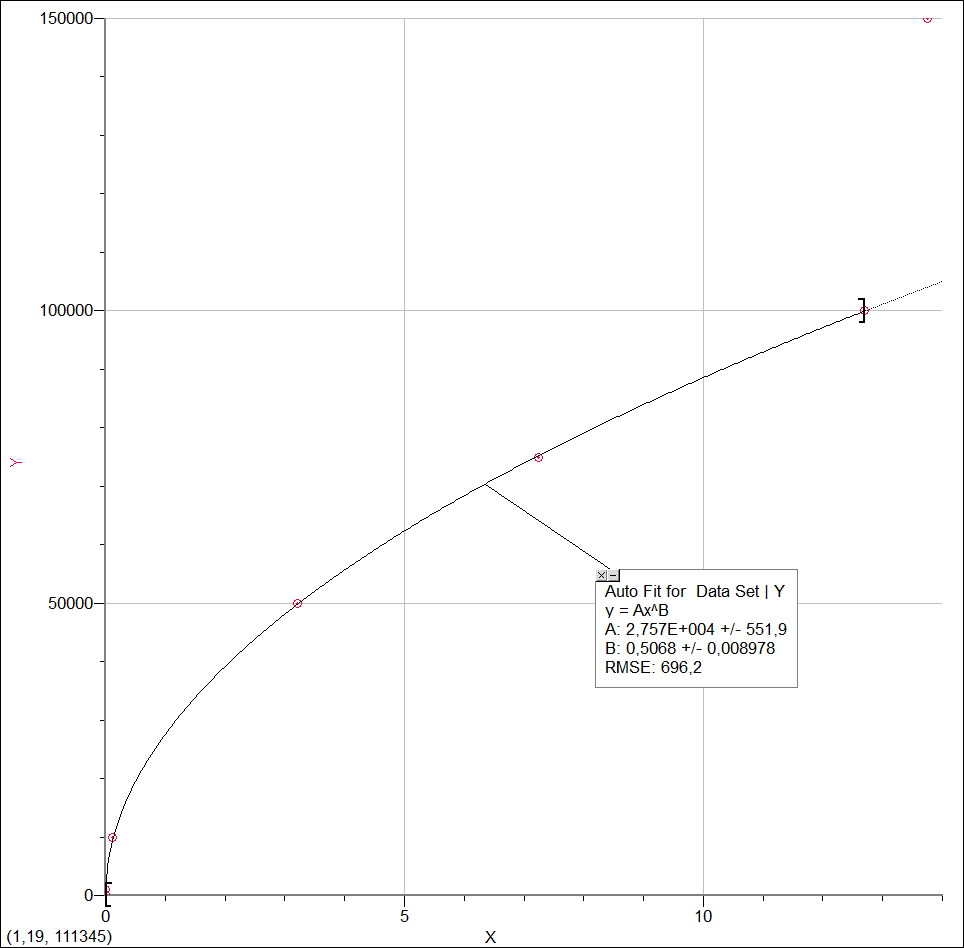 150000
100000
Y
× −
Auto Fit for Data Set | Y
y = Ax^B
50000
A: 2,757E+004 +/- 551,9
B: 0,5068 +/- 0,008978
RMSE: 696,2
0
0 5 10
(1,19, 111345) X